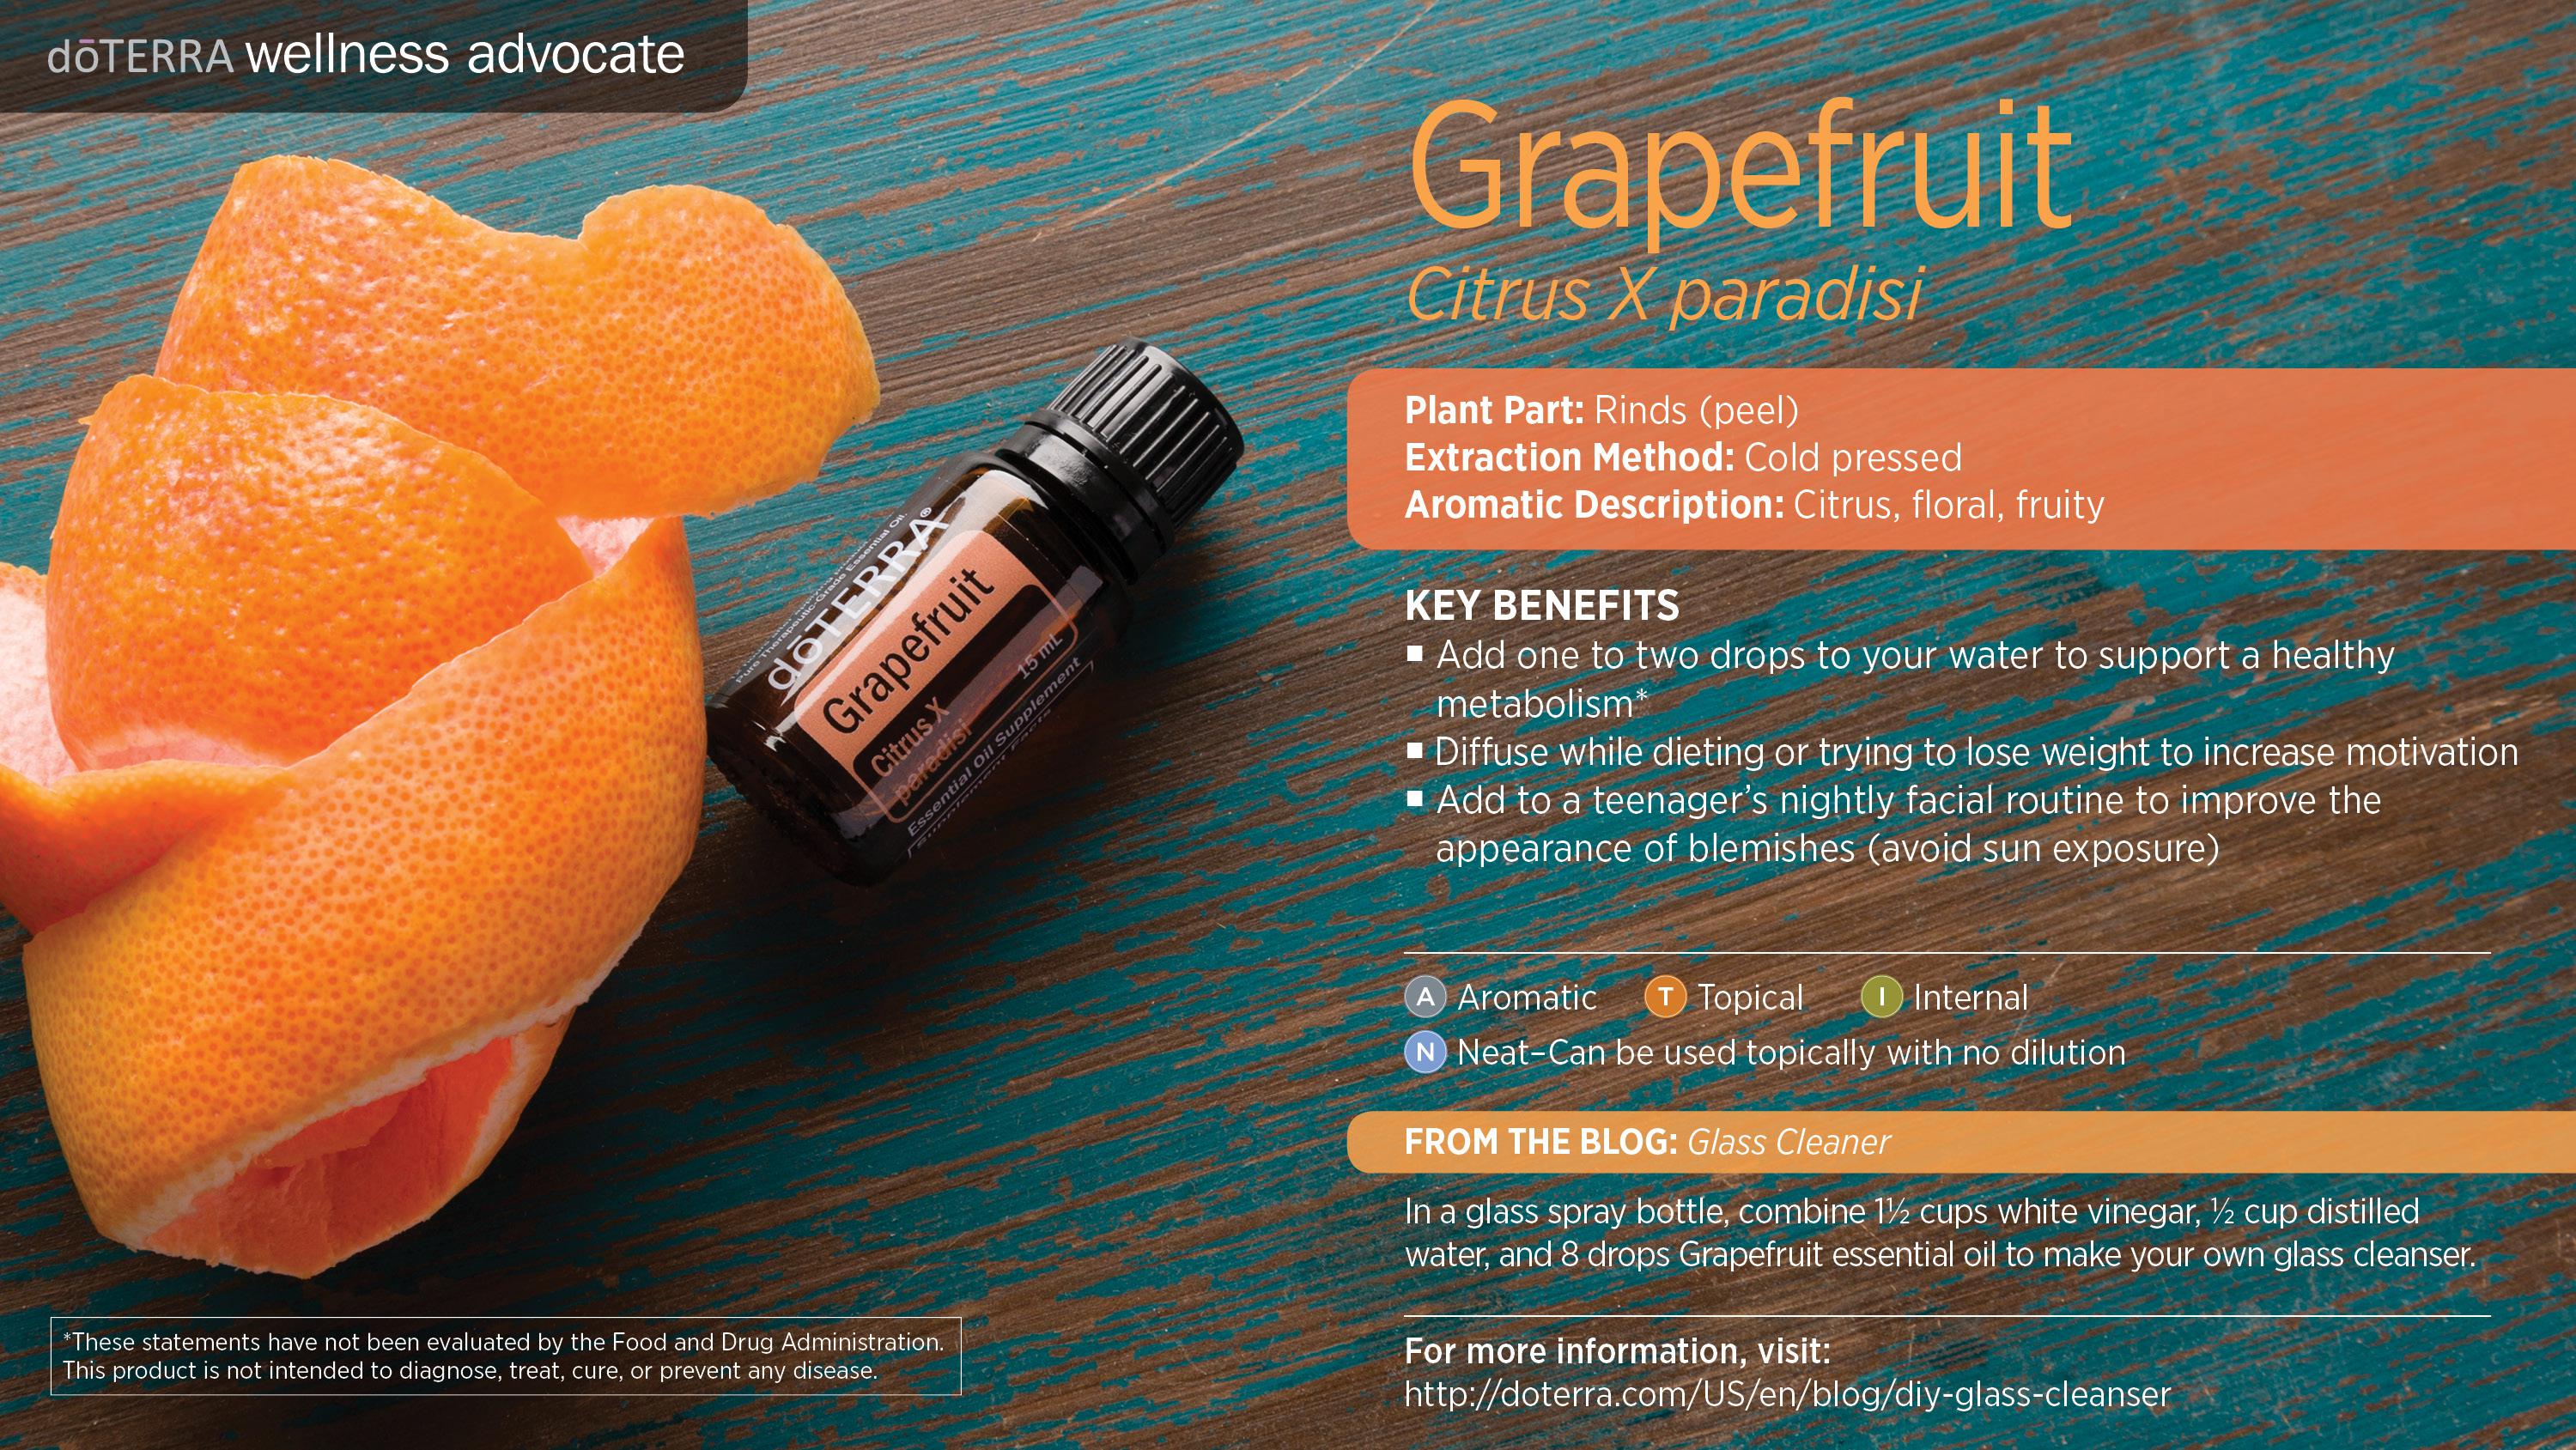 dōTERRA wellness advocate
Grapefruit
Citrus X paradisi
Plant Part: Rinds (peel)
Extraction Method: Cold pressed
Aromatic Description: Citrus, floral, fruity
KEY BENEFITS
▪ Add one to two drops to your water to support a healthy
metabolism*
▪ Diffuse while dieting or trying to lose weight to increase motivation
▪ Add to a teenager’s nightly facial routine to improve the
appearance of blemishes (avoid sun exposure)
A Aromatic T Topical I Internal
N Neat–Can be used topically with no dilution
FROM THE BLOG: Glass Cleaner
In a glass spray bottle, combine 1½ cups white vinegar, ½ cup distilled
water, and 8 drops Grapefruit essential oil to make your own glass cleanser.
For more information, visit:
http://doterra.com/US/en/blog/diy-glass-cleanser
Pure Therapeutic-Grade Essential Oil.
dōTERRA®
Grapefruit
Citrus X
paradisi
15 mL
Essential Oil Supplement
*These statements have not been evaluated by the Food and Drug Administration.
This product is not intended to diagnose, treat, cure, or prevent any disease.